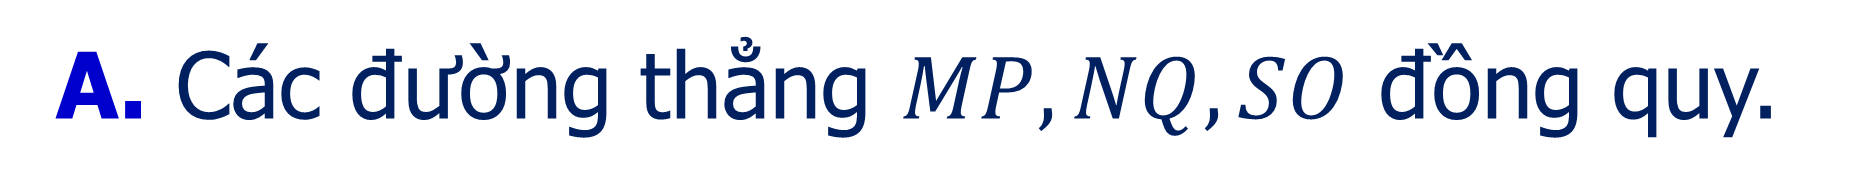 A. Các đường thẳng MP, NQ, SO đồng quy.